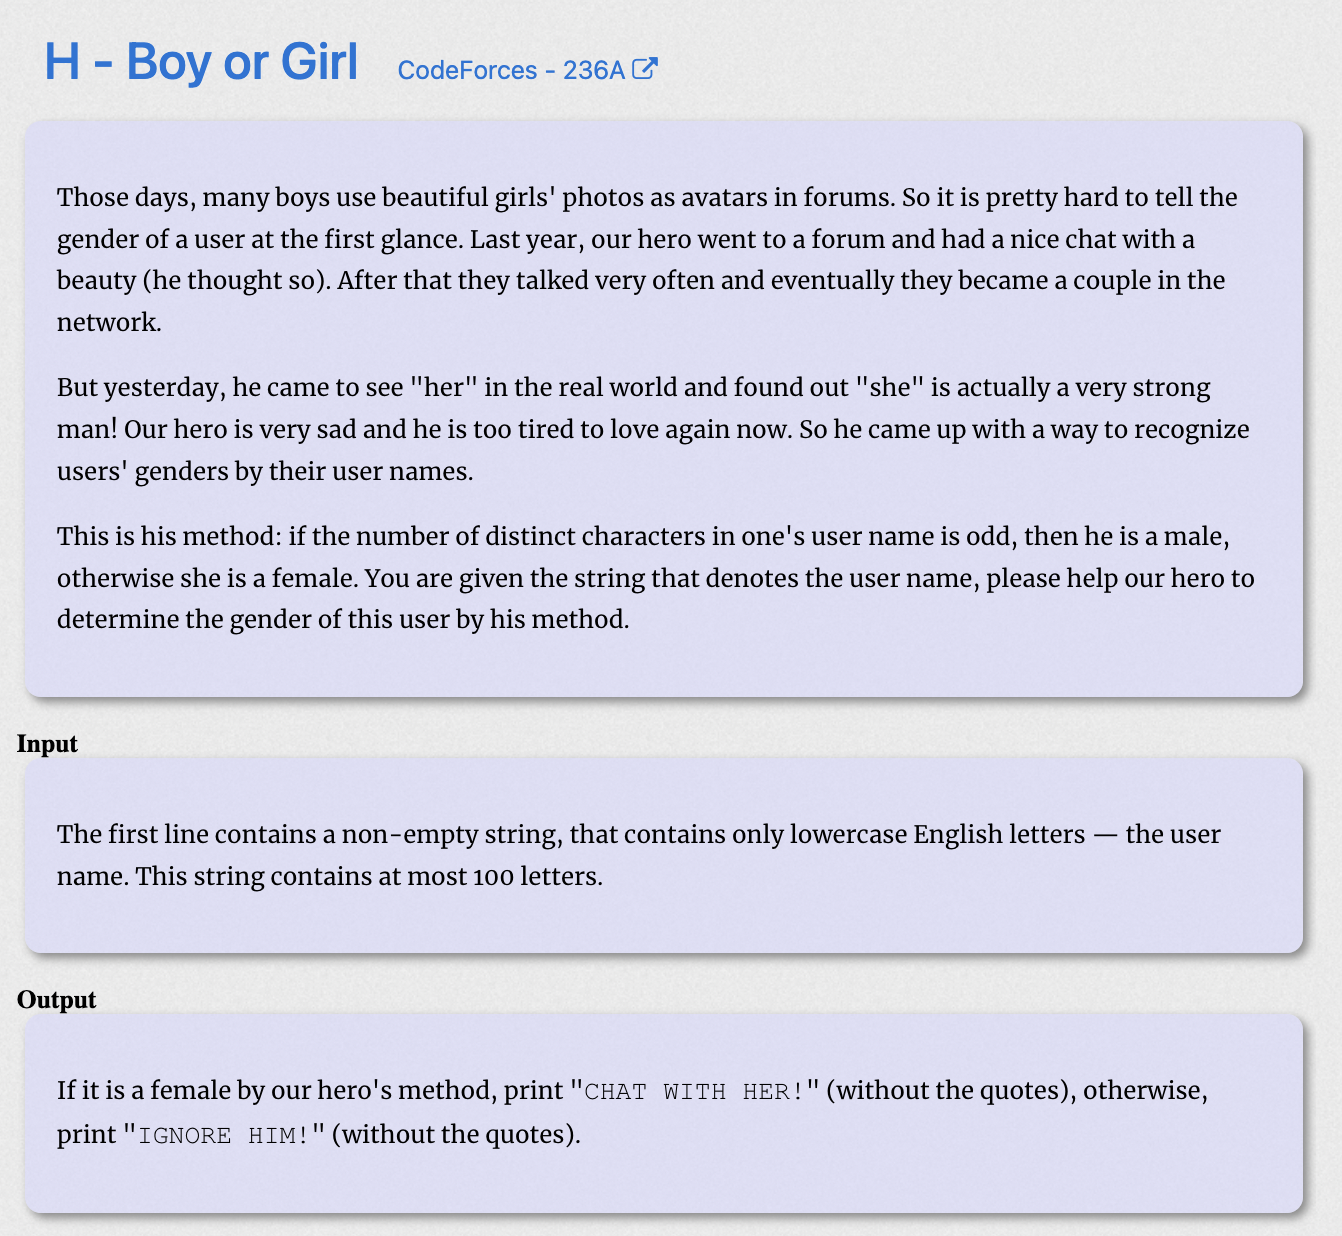 H - Boy or Girl CodeForces - 236A
Those days, many boys use beautiful girls' photos as avatars in forums. So it is pretty hard to tell the
gender of a user at the first glance. Last year, our hero went to a forum and had a nice chat with a
beauty (he thought so). After that they talked very often and eventually they became a couple in the
network.
But yesterday, he came to see "her" in the real world and found out "she" is actually a very strong
man! Our hero is very sad and he is too tired to love again now. So he came up with a way to recognize
users' genders by their user names.
This is his method: if the number of distinct characters in one's user name is odd, then he is a male,
otherwise she is a female. You are given the string that denotes the user name, please help our hero to
determine the gender of this user by his method.
Input
The first line contains a non-empty string, that contains only lowercase English letters — the user
name. This string contains at most 100 letters.
Output
If it is a female by our hero's method, print "CHAT WITH HER!" (without the quotes), otherwise,
print "IGNORE HIM!" (without the quotes).